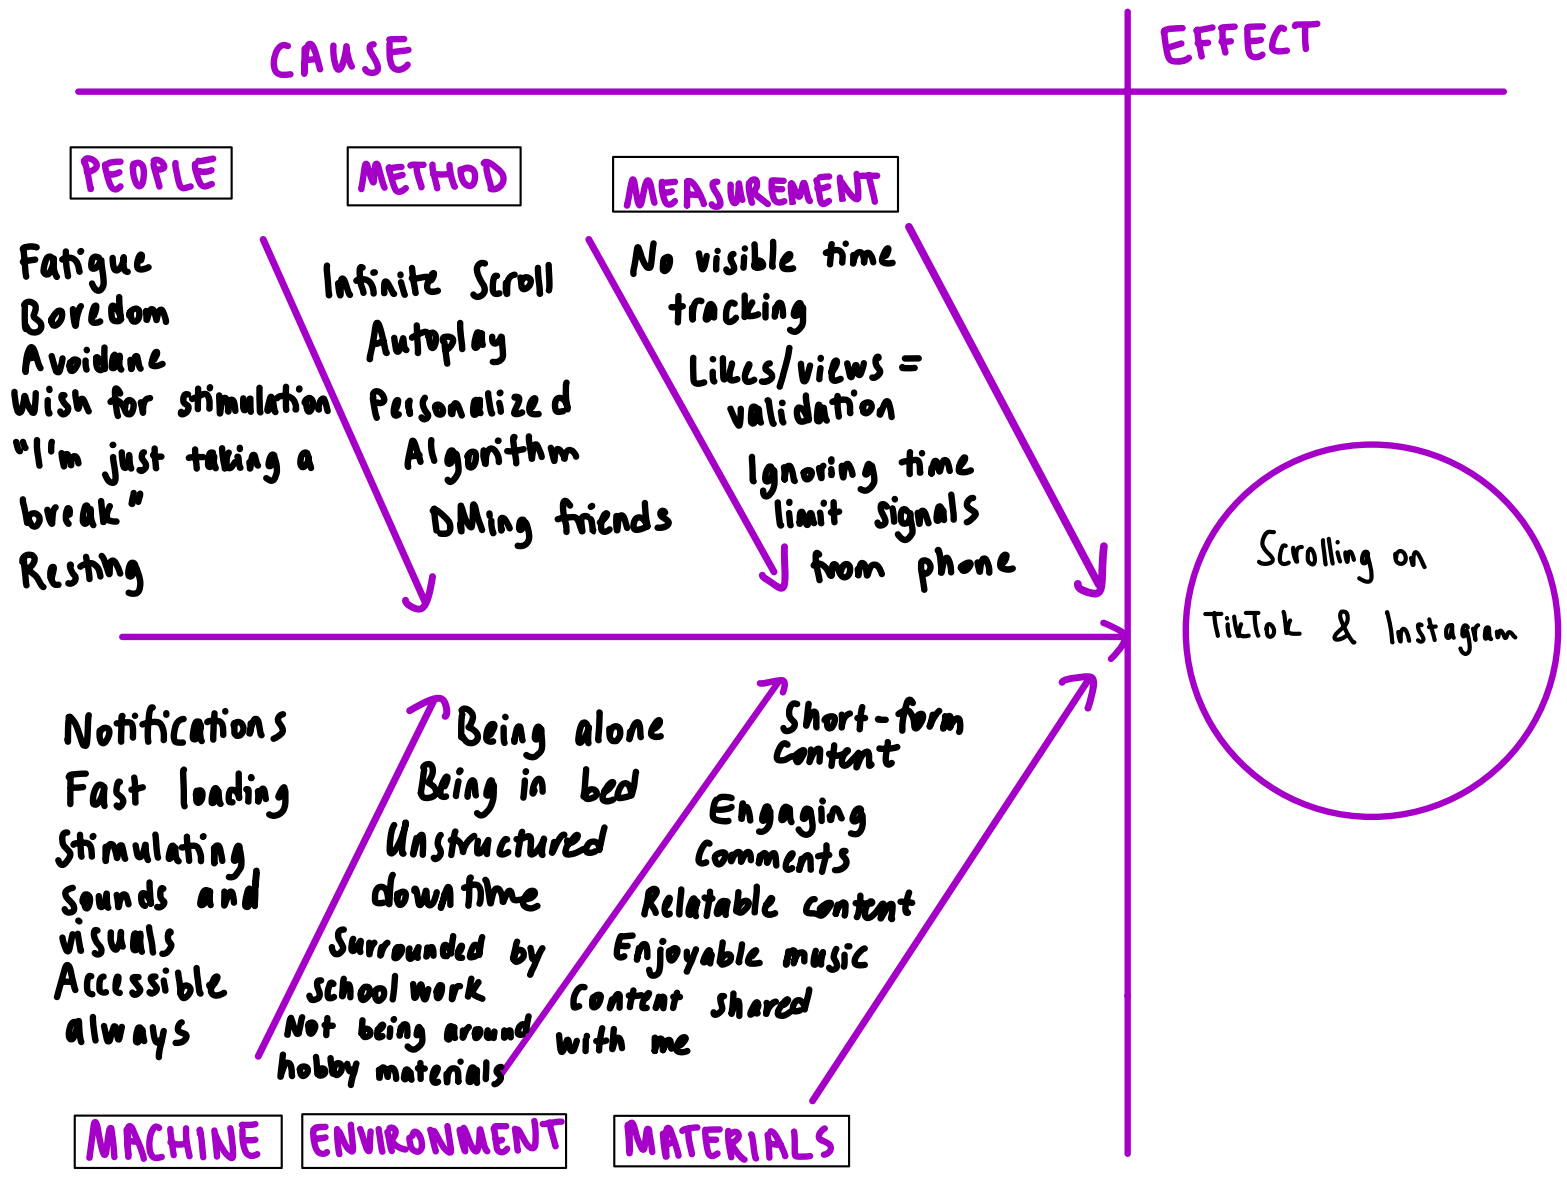 CAUSE
EFFECT
PEOPLE
Fatigue
Boredom
Avoidane
Wish for stimulation
"I'm just taking a
break"
Resting
METHOD
Infinite Scroll
Autoplay
Personalized
Algorithm
DMing friends
MEASUREMENT
No visible time
tracking
Likes/views =
validation
Ignoring time
limit signals
from phone
Scrolling on
TikTok & Instagram
Notifications
Fast loading
Stimulating
sounds and
visuals
Accessible
always
MACHINE
Being alone
Being in bed
Unstructured
downtime
Surrounded by
school work
Not being around
hobby materials
ENVIRONMENT
Short-form
content
Engaging
comments
Relatable content
Enjoyable music
Content shared
with me
MATERIALS